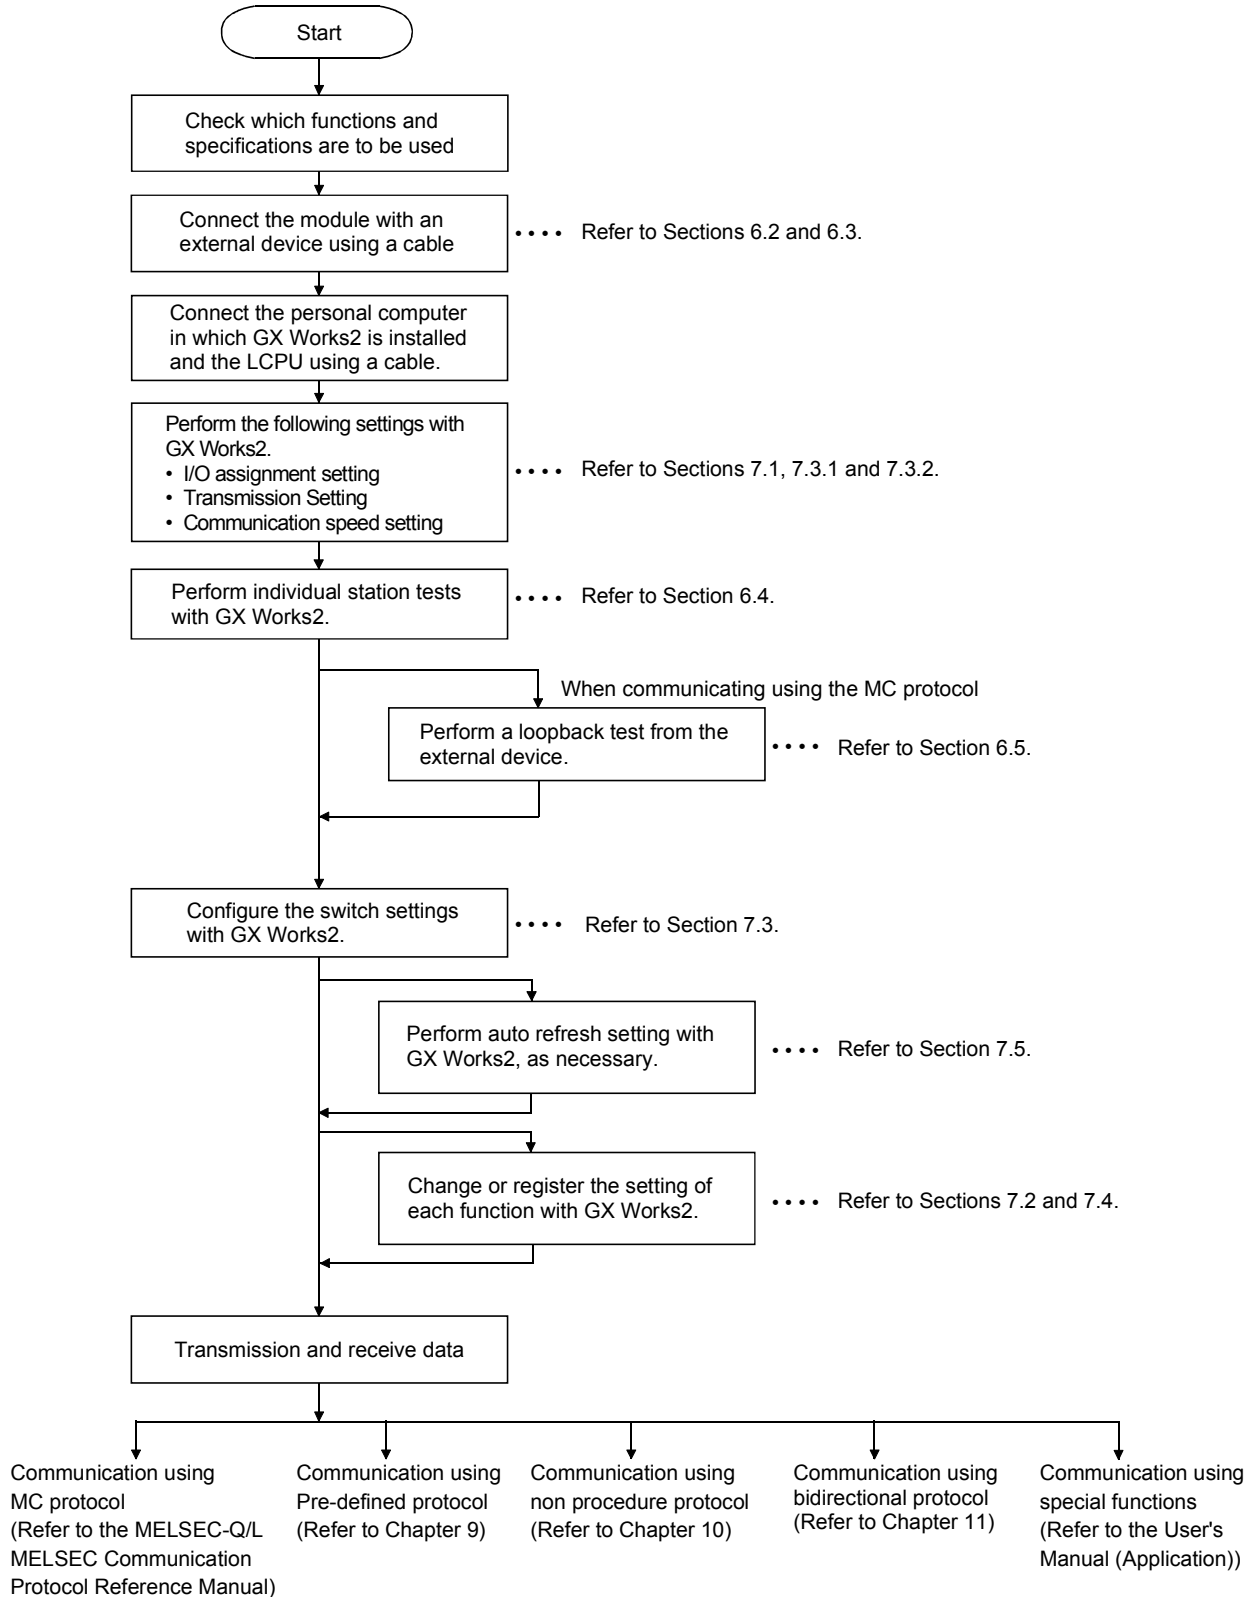 Start
Check which functions and
specifications are to be used
Connect the module with an
external device using a cable
• • • • Refer to Sections 6.2 and 6.3.
Connect the personal computer
in which GX Works2 is installed
and the LCPU using a cable.
Perform the following settings with
GX Works2.
• I/O assignment setting
• Transmission Setting
• Communication speed setting
• • • • Refer to Sections 7.1, 7.3.1 and 7.3.2.
Perform individual station tests
with GX Works2.
• • • • Refer to Section 6.4.
When communicating using the MC protocol
Perform a loopback test from the
external device.
• • • • Refer to Section 6.5.
Configure the switch settings
with GX Works2.
• • • • Refer to Section 7.3.
Perform auto refresh setting with
GX Works2, as necessary.
• • • • Refer to Section 7.5.
Change or register the setting of
each function with GX Works2.
• • • • Refer to Sections 7.2 and 7.4.
Transmission and receive data
Communication using
MC protocol
(Refer to the MELSEC-Q/L
MELSEC Communication
Protocol Reference Manual)
Communication using
Pre-defined protocol
(Refer to Chapter 9)
Communication using
non procedure protocol
(Refer to Chapter 10)
Communication using
bidirectional protocol
(Refer to Chapter 11)
Communication using
special functions
(Refer to the User's
Manual (Application))